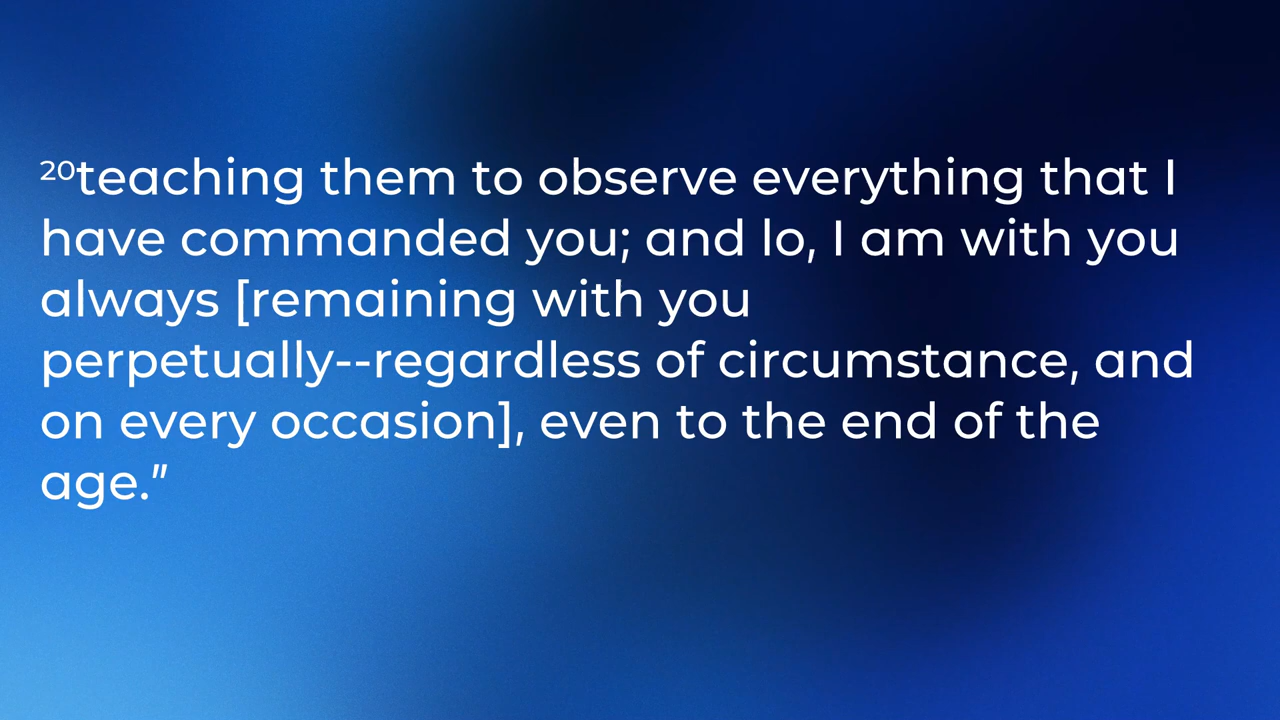 ²⁰teaching them to observe everything that I
have commanded you; and lo, I am with you
always [remaining with you
perpetually--regardless of circumstance, and
on every occasion], even to the end of the
age.”